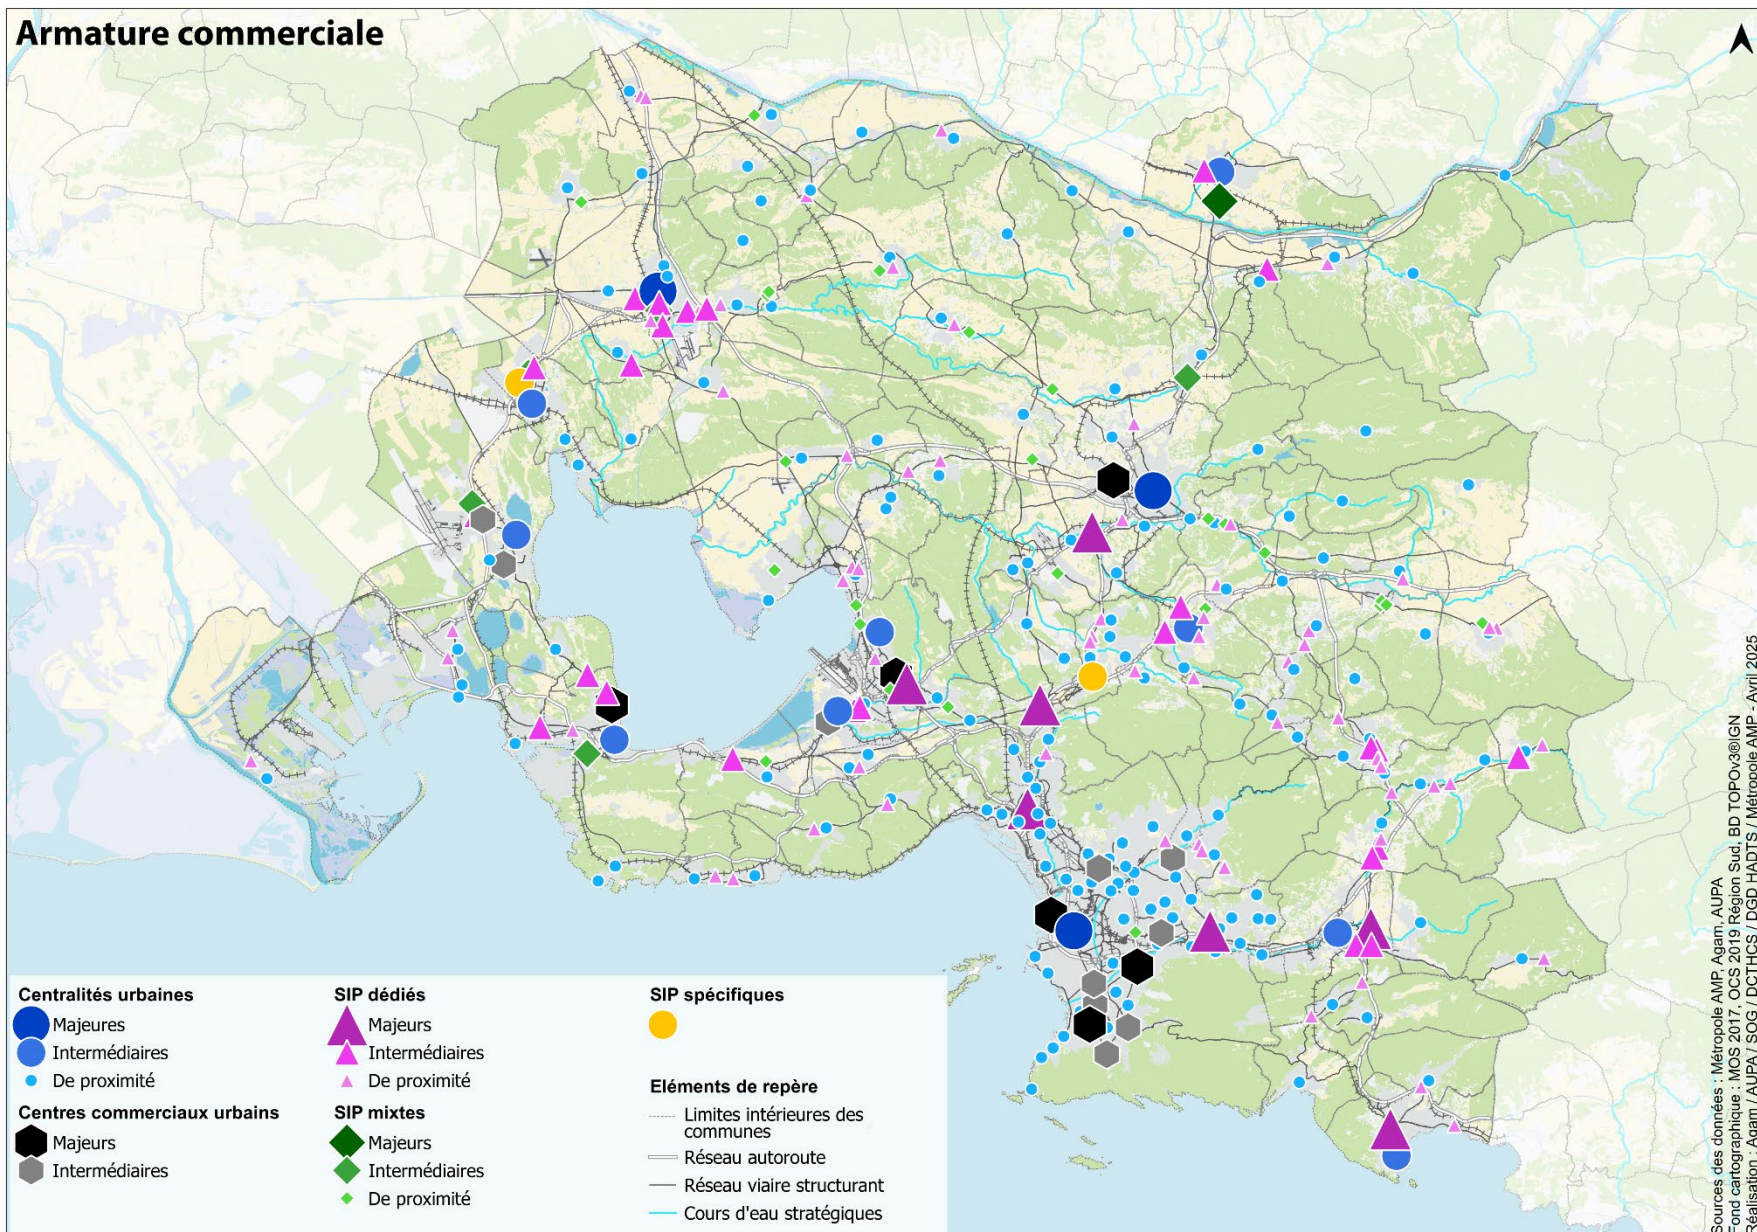 Armature commerciale
Centralités urbaines
Majeures
Intermédiaires
De proximité
Centres commerciaux urbains
Majeurs
Intermédiaires
SIP dédiés
Majeurs
Intermédiaires
De proximité
SIP mixtes
Majeurs
Intermédiaires
De proximité
SIP spécifiques
Eléments de repère
Limites intérieures des
communes
Réseau autoroute
Réseau viaire structurant
Cours d'eau stratégiques
Sources des données : Métropole AMP, Agam, AUPA
Fond cartographique : MOS 2017, OCS 2019 Région Sud, BD TOPOv3®IGN
Réalisation : Agam / AUPA / SOG / DCTHCS / DGD HADTS / Métropole AMP - Avril 2025